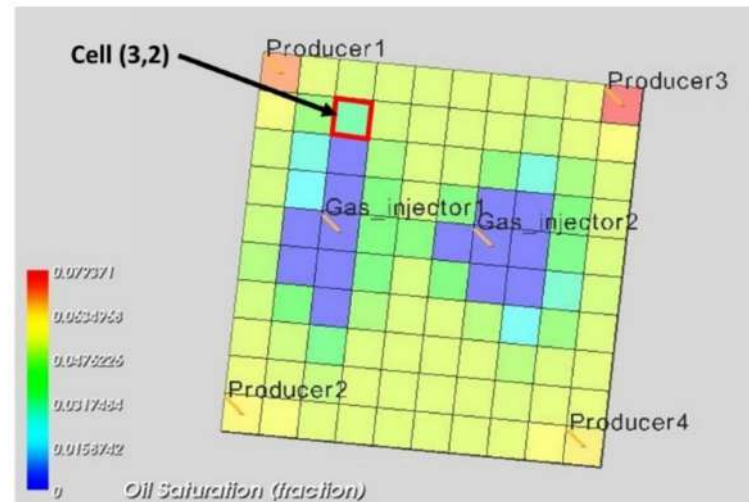 Producer1
Cell (3,2)
Producer3
Gas_injector1
Gas_injector2
0.079371
0.0634968
0.0476226
0.0317484
0.0158742
0
Producer2
Producer4
Oil Saturation (fraction)